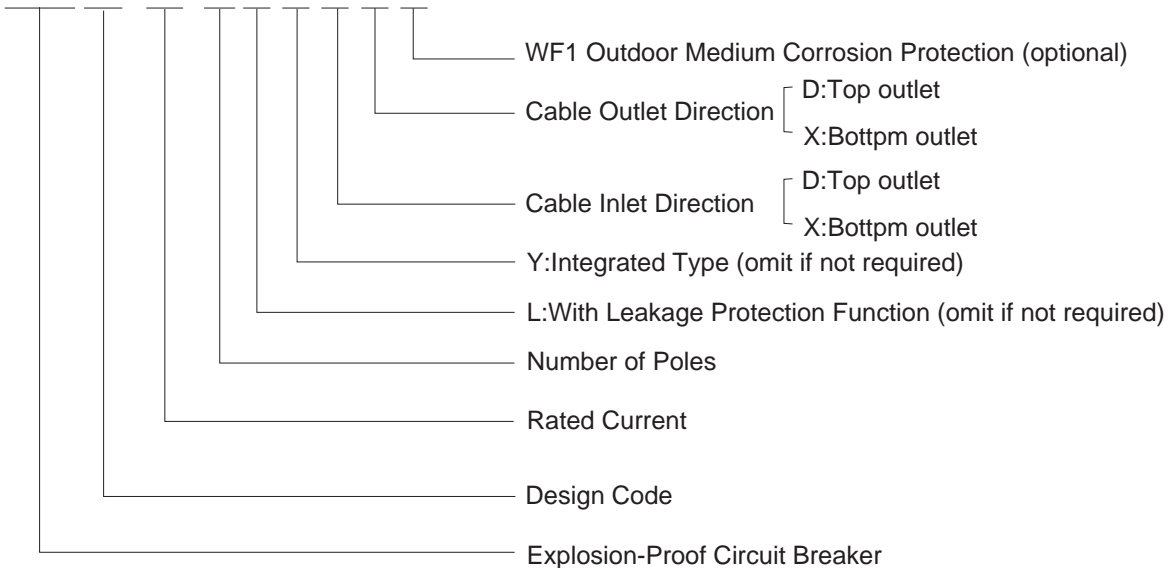 WF1 Outdoor Medium Corrosion Protection (optional)
Cable Outlet Direction
D:Top outlet
X:Bottpm outlet
Cable Inlet Direction
D:Top outlet
X:Bottpm outlet
Y:Integrated Type (omit if not required)
L:With Leakage Protection Function (omit if not required)
Number of Poles
Rated Current
Design Code
Explosion-Proof Circuit Breaker